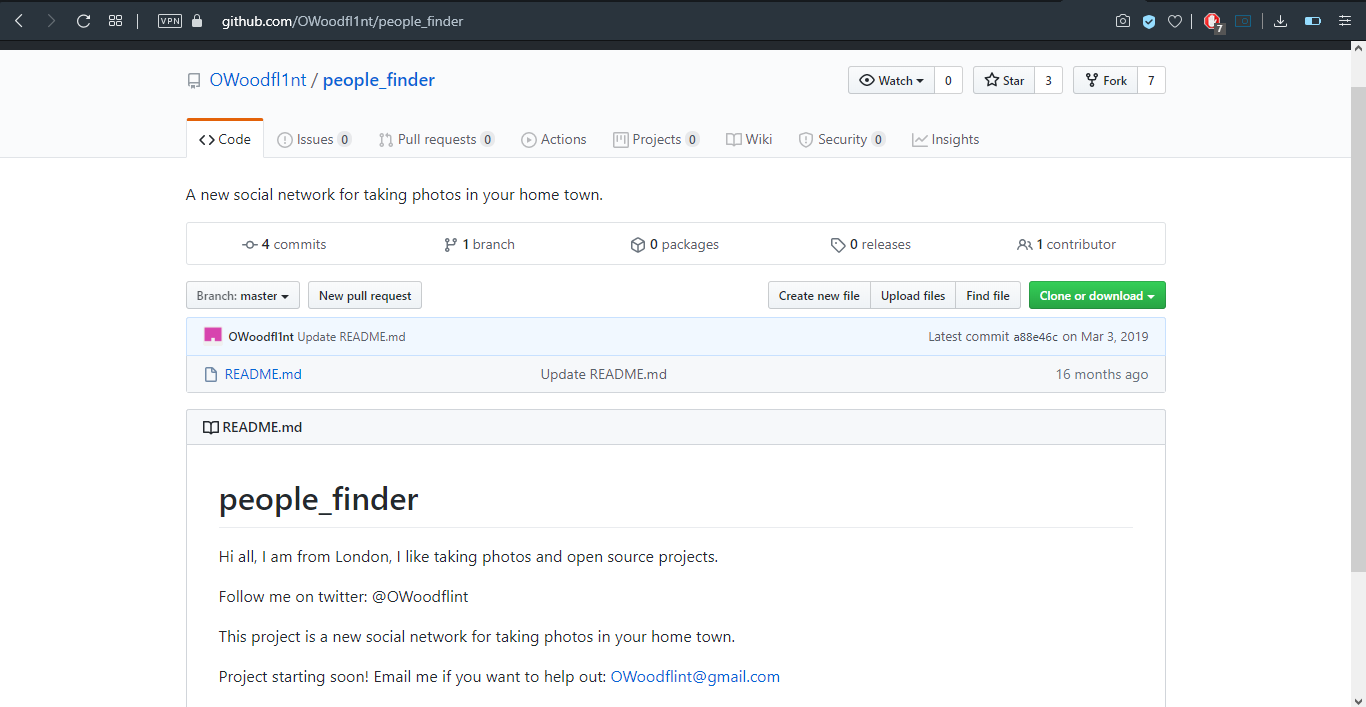 VPN github.com/OWoodfl1nt/people_finder 7
OWoodfl1nt / people_finder Watch 0 Star 3 Fork 7
Code Issues 0 Pull requests 0 Actions Projects 0 Wiki Security 0 Insights
A new social network for taking photos in your home town.
4 commits 1 branch 0 packages 0 releases 1 contributor
Branch: master New pull request Create new file Upload files Find file Clone or download
OWoodfl1nt Update README.md Latest commit a88e46c on Mar 3, 2019
README.md Update README.md 16 months ago
README.md
people_finder
Hi all, I am from London, I like taking photos and open source projects.
Follow me on twitter: @OWoodflint
This project is a new social network for taking photos in your home town.
Project starting soon! Email me if you want to help out: OWoodflint@gmail.com